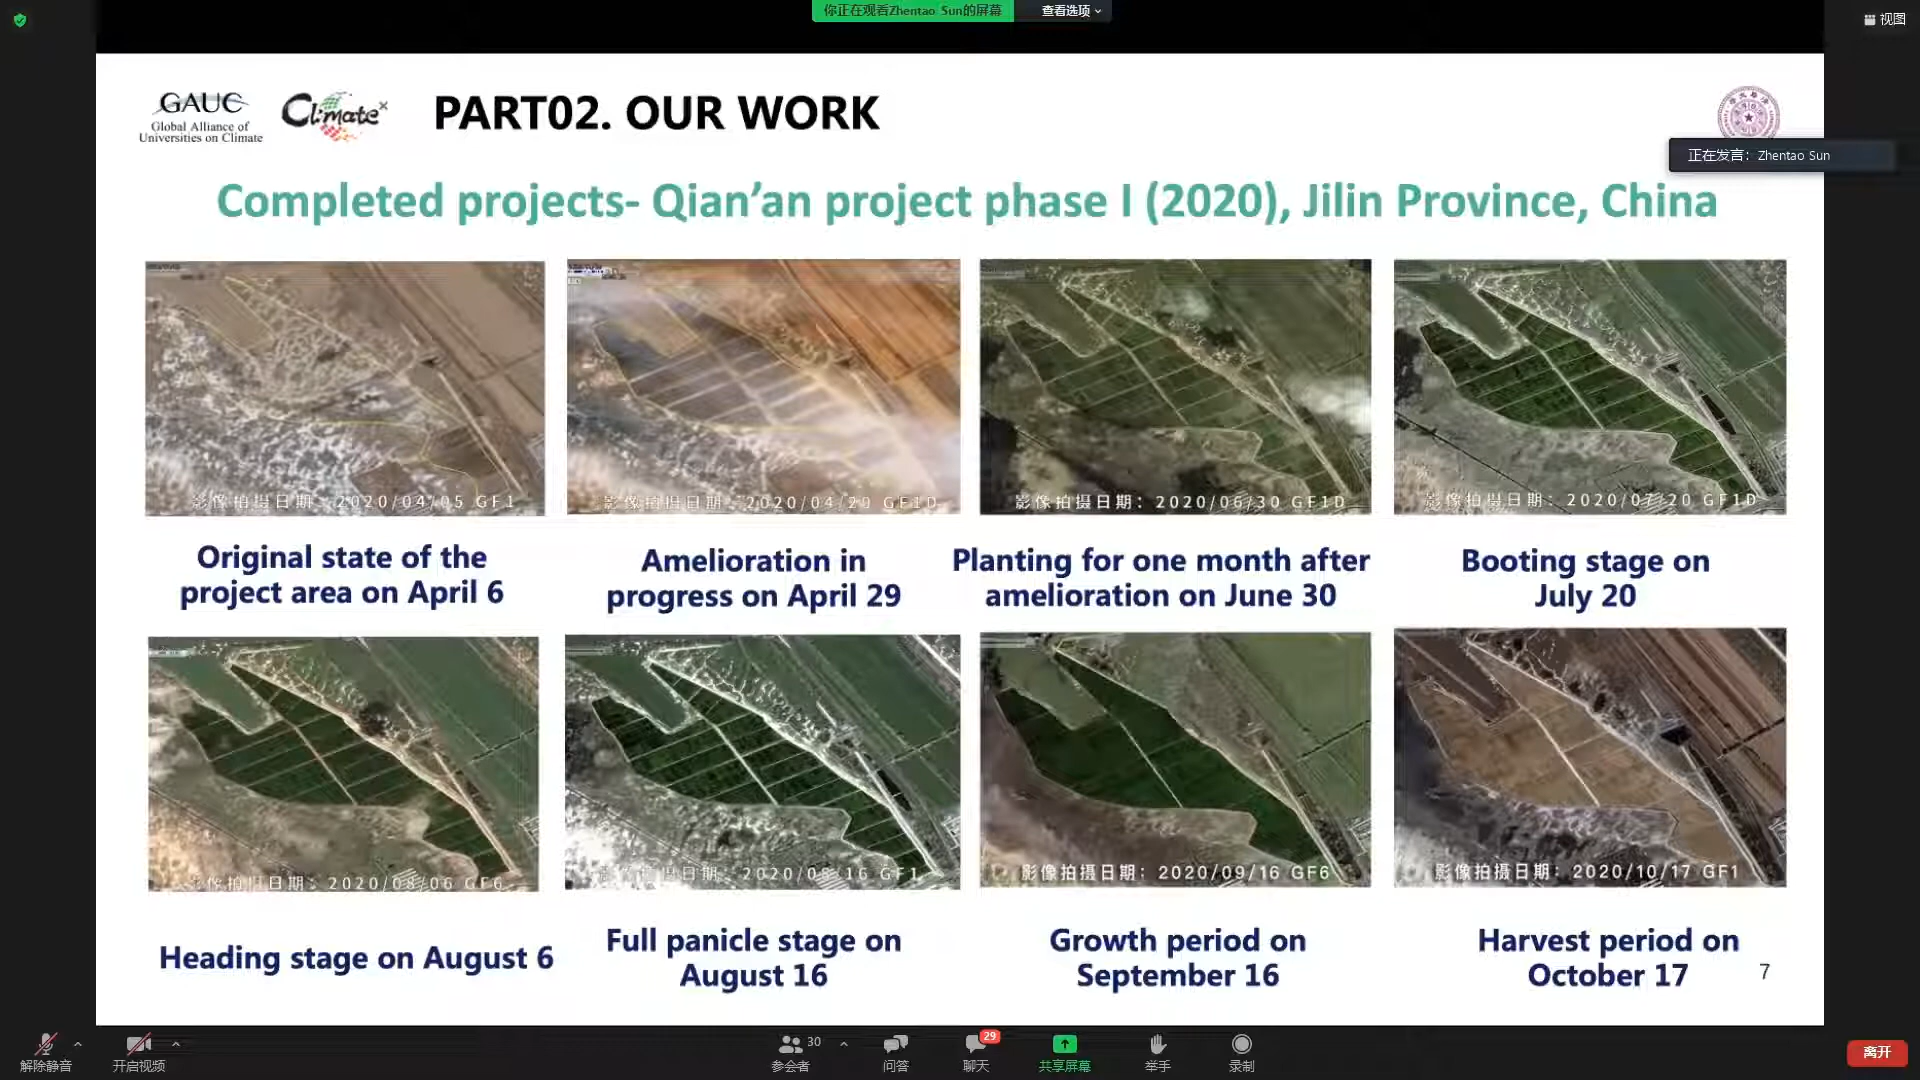 你正在观看Zhentao Sun的屏幕
查看选项
视图
GAUC
Global Alliance of
Universities on Climate
Climate x
PART02. OUR WORK
正在发言: Zhentao Sun
Completed projects- Qian’an project phase I (2020), Jilin Province, China
影像拍摄日期: 2020/04/05 GF1
影像拍摄日期: 2020/04/29 GF1D
影像拍摄日期: 2020/06/30 GF1D
影像拍摄日期: 2020/07/20 GF1D
Original state of the
project area on April 6
Amelioration in
progress on April 29
Planting for one month after
amelioration on June 30
Booting stage on
July 20
影像拍摄日期: 2020/08/06 GF6
影像拍摄日期: 2020/08/16 GF1
影像拍摄日期: 2020/09/16 GF6
影像拍摄日期: 2020/10/17 GF1
Heading stage on August 6
Full panicle stage on
August 16
Growth period on
September 16
Harvest period on
October 17
7
解除静音
开启视频
30
参会者
问答
29
聊天
共享屏幕
举手
录制
离开